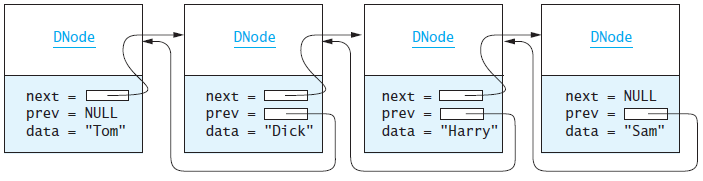 DNode
next =
prev = NULL
data = "Tom"
DNode
next =
prev =
data = "Dick"
DNode
next =
prev =
data = "Harry"
DNode
next = NULL
prev =
data = "Sam"